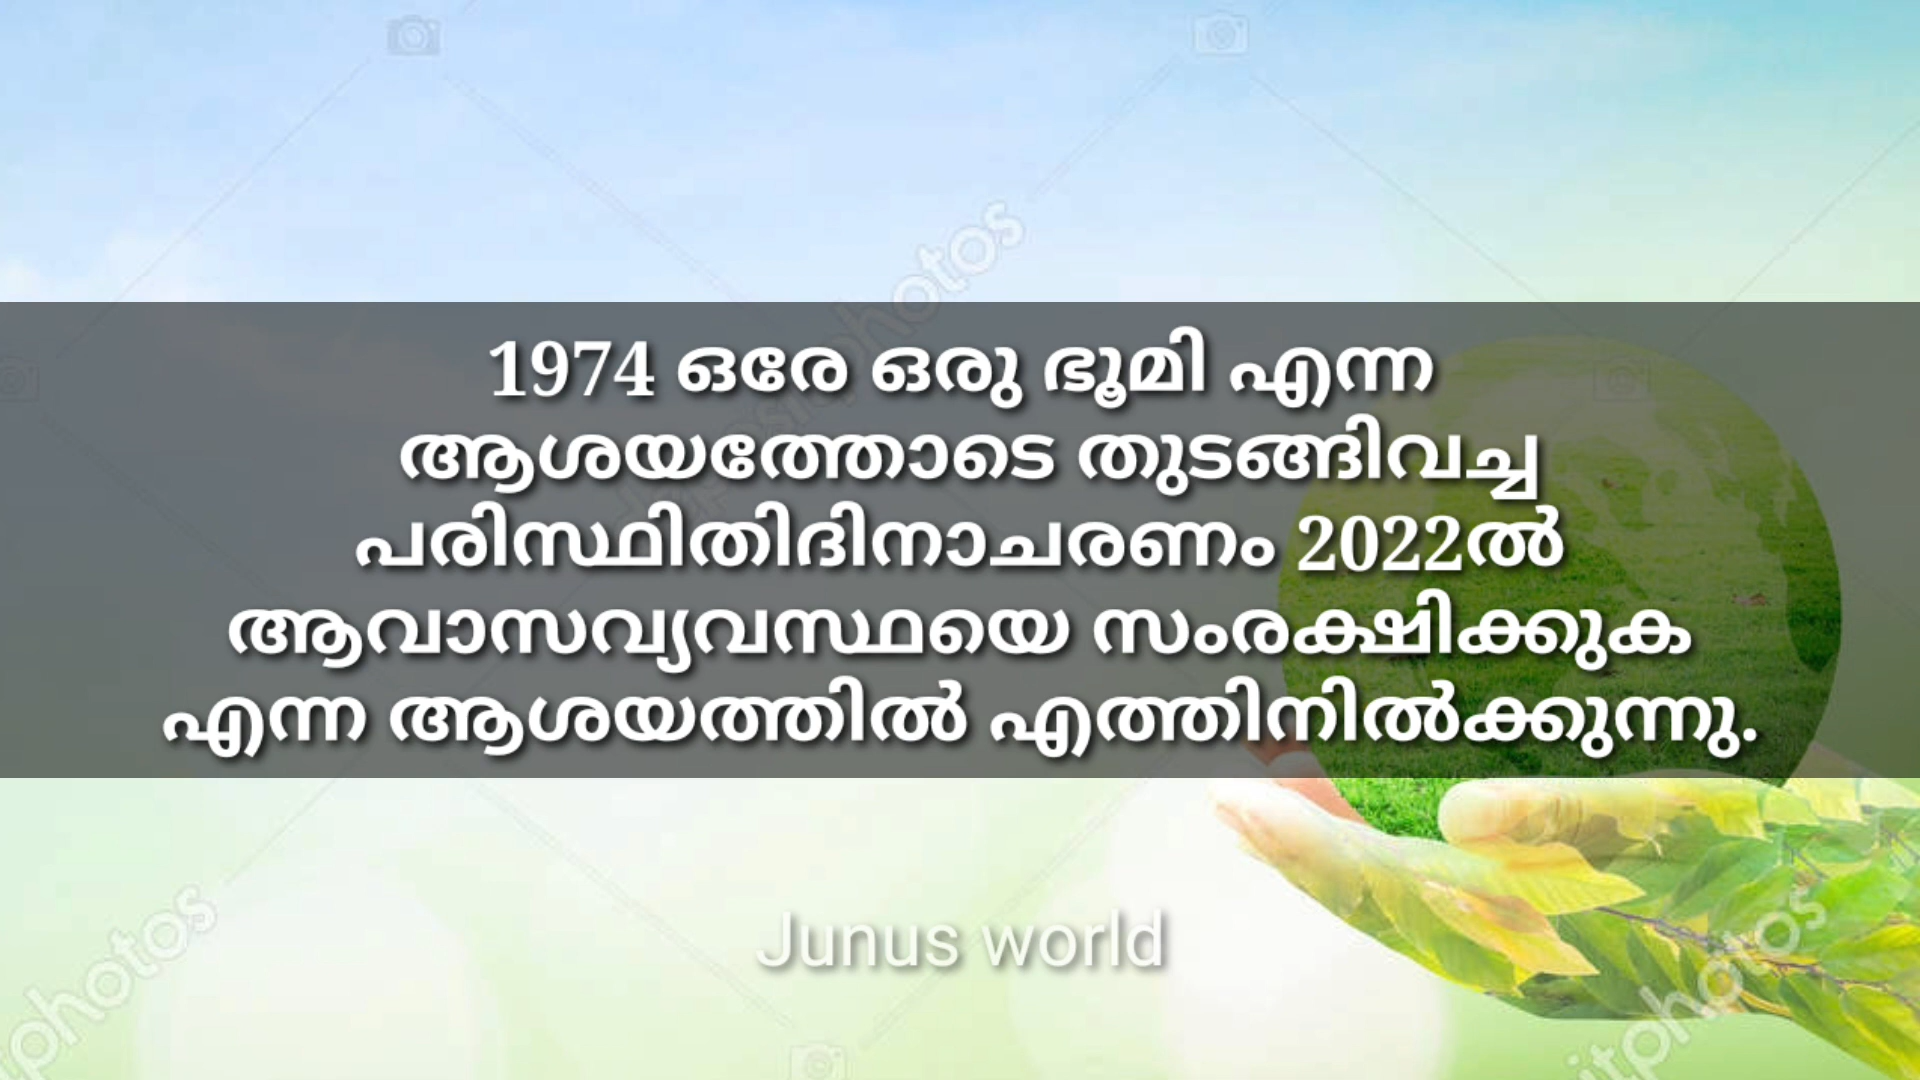 1974 ഒരേ ഒരു ഭൂമി എന്ന
ആശയത്തോടെ തുടങ്ങിവച്ച
പരിസ്ഥിതിദിനാചരണം 2022ൽ
ആവാസവ്യവസ്ഥയെ സംരക്ഷിക്കുക
എന്ന ആശയത്തിൽ എത്തിനിൽക്കുന്നു.
Junus world